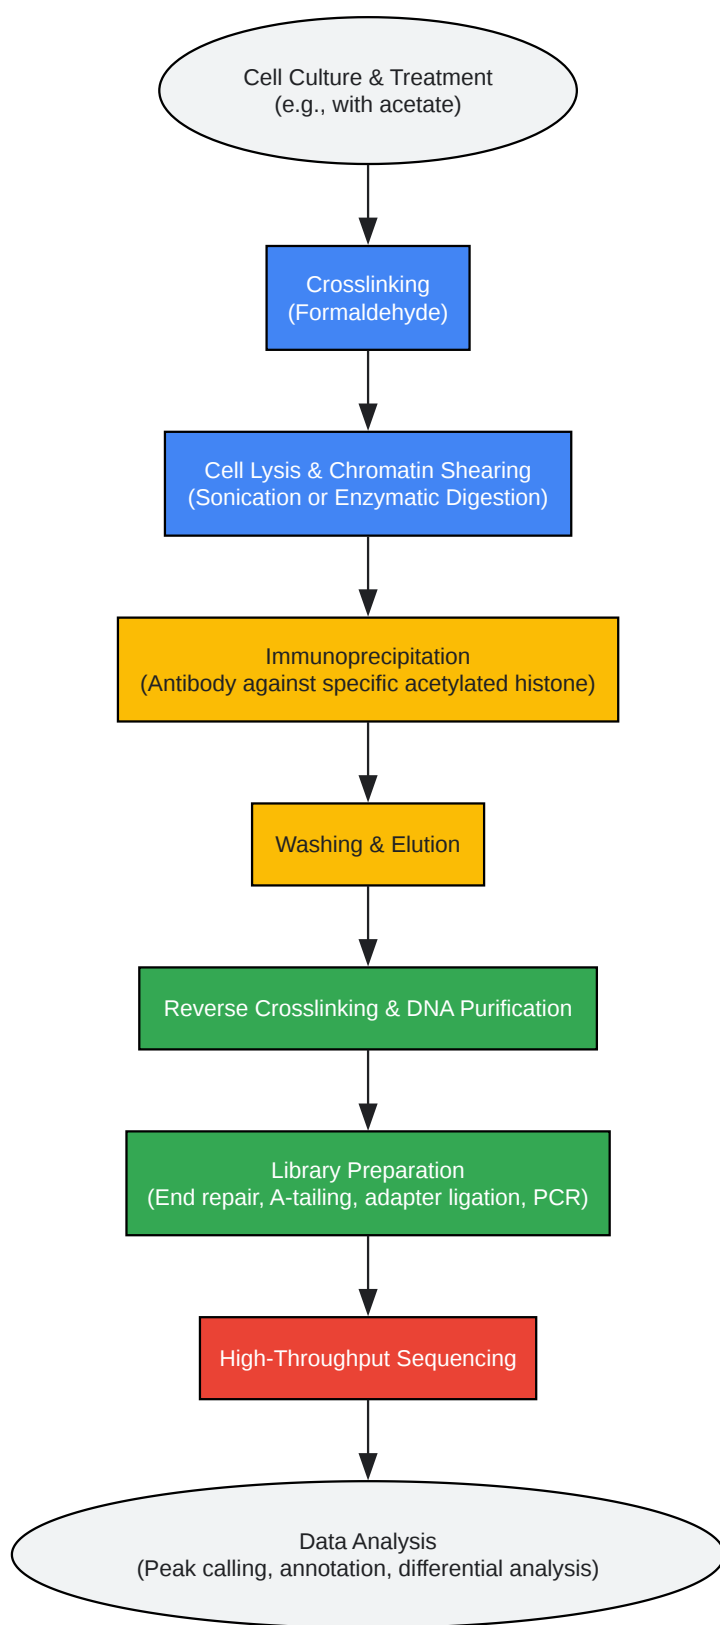 Cell Culture & Treatment
(e.g., with acetate)
Crosslinking
(Formaldehyde)
Cell Lysis & Chromatin Shearing
(Sonication or Enzymatic Digestion)
Immunoprecipitation
(Antibody against specific acetylated histone)
Washing & Elution
Reverse Crosslinking & DNA Purification
Library Preparation
(End repair, A-tailing, adapter ligation, PCR)
High-Throughput Sequencing
Data Analysis
(Peak calling, annotation, differential analysis)